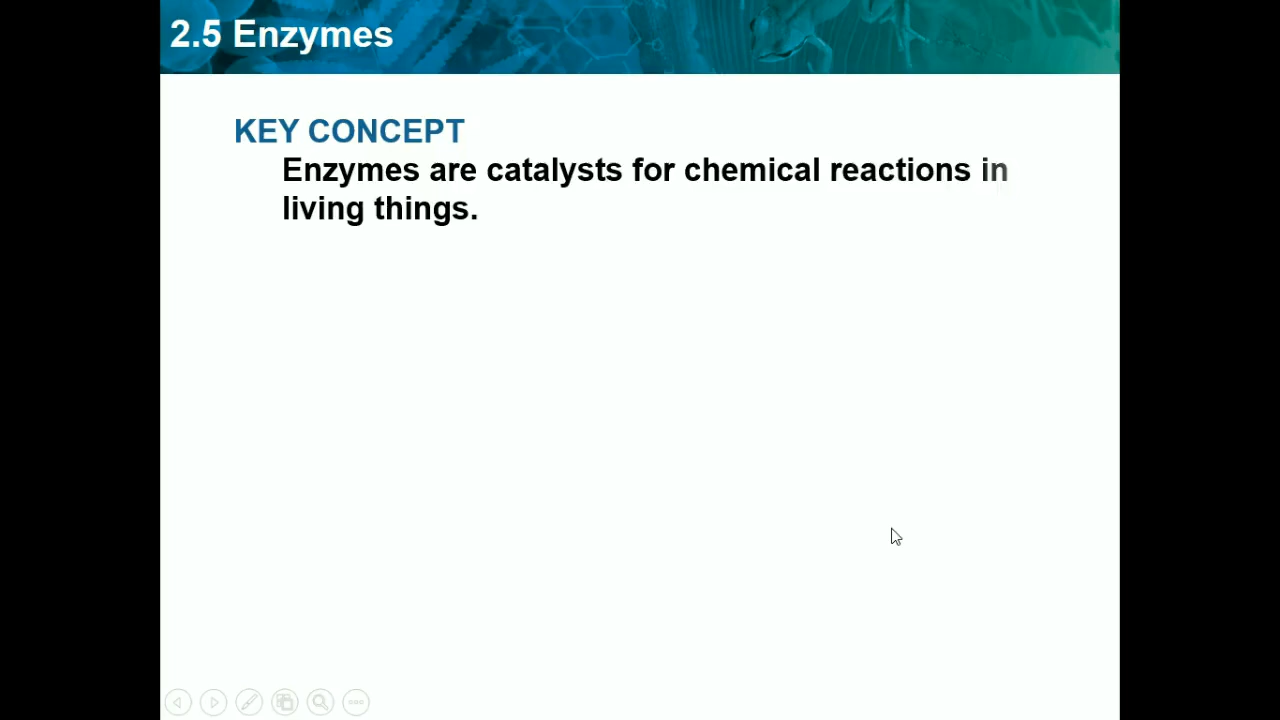 2.5 Enzymes
KEY CONCEPT
Enzymes are catalysts for chemical reactions in
living things.